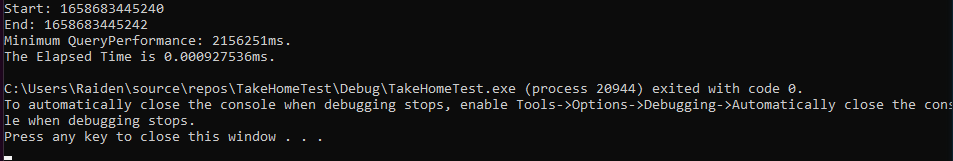 Start: 1658683445240
End: 1658683445242
Minimum QueryPerformance: 2156251ms.
The Elapsed Time is 0.000927536ms.
C:\Users\Raiden\source\repos\TakeHomeTest\Debug\TakeHomeTest.exe (process 20944) exited with code 0.
To automatically close the console when debugging stops, enable Tools->Options->Debugging->Automatically close the cons
le when debugging stops.
Press any key to close this window . . .